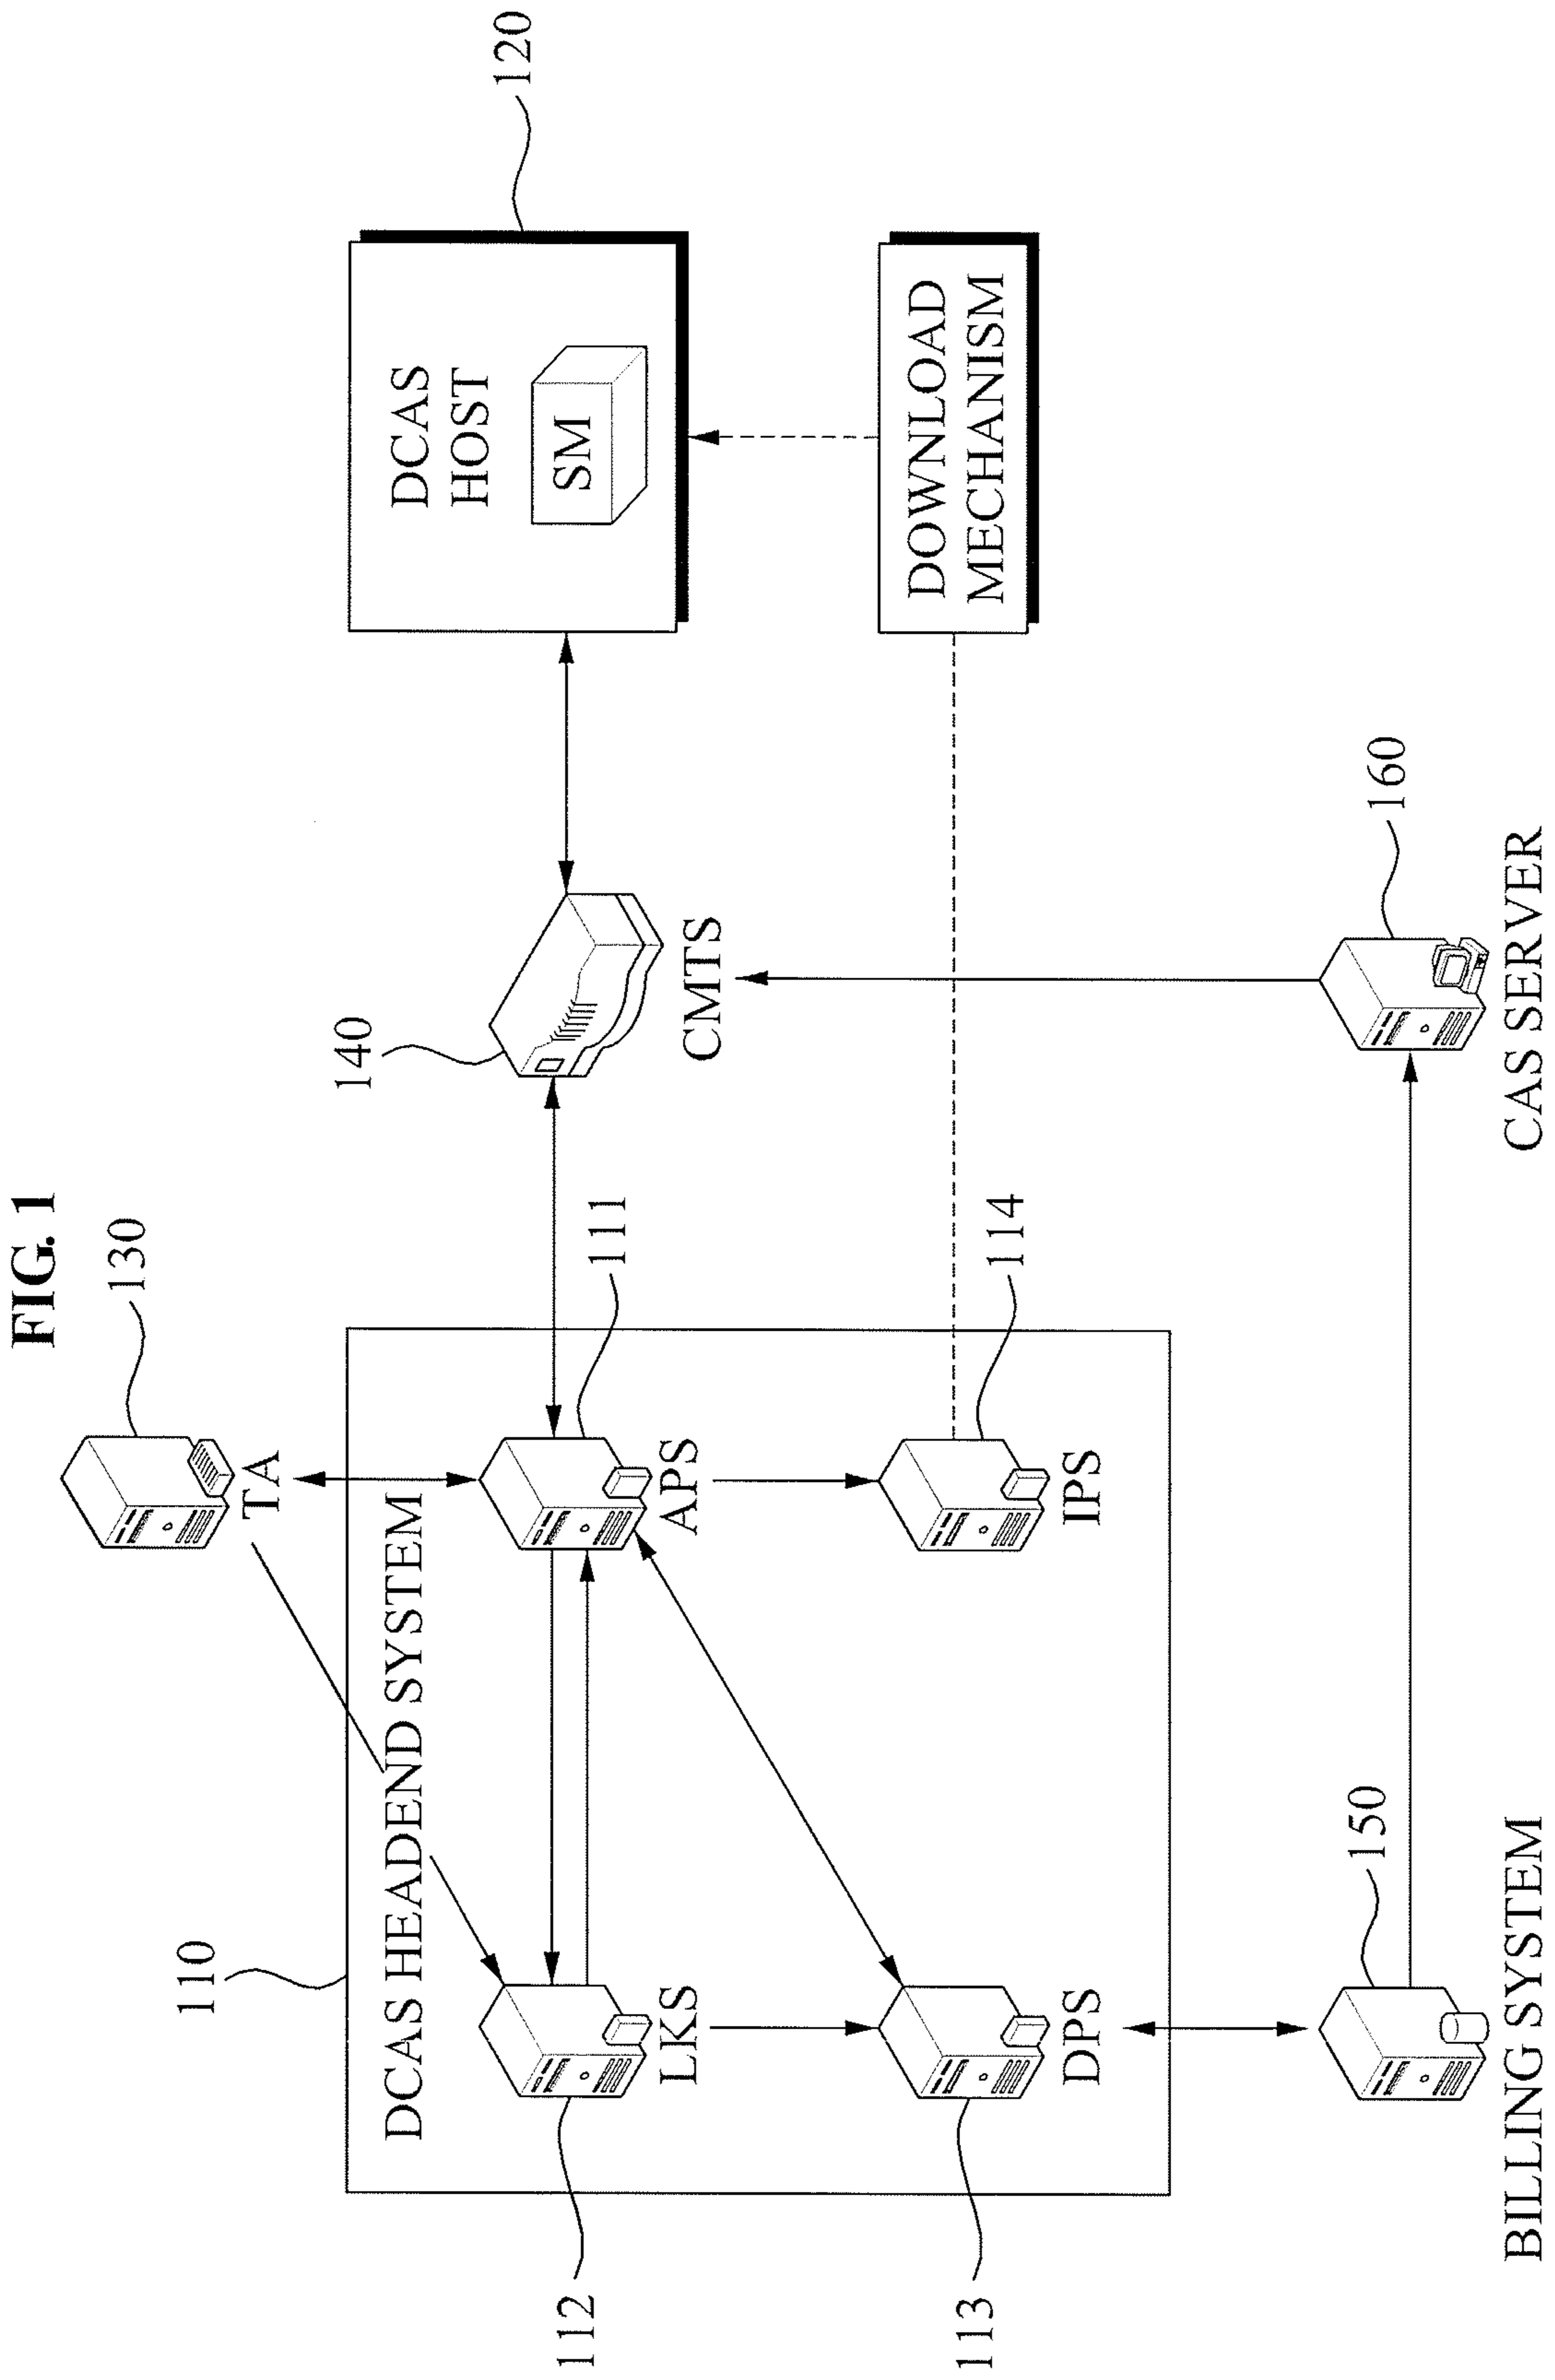 FIG. 1
130
TA
110
DCAS HEADEND SYSTEM
112
LKS
APS
111
140
CMTS
DCAS
HOST
SM
120
113
DPS
IPS
114
DOWNLOAD
MECHANISM
150
BILLING SYSTEM
160
CAS SERVER